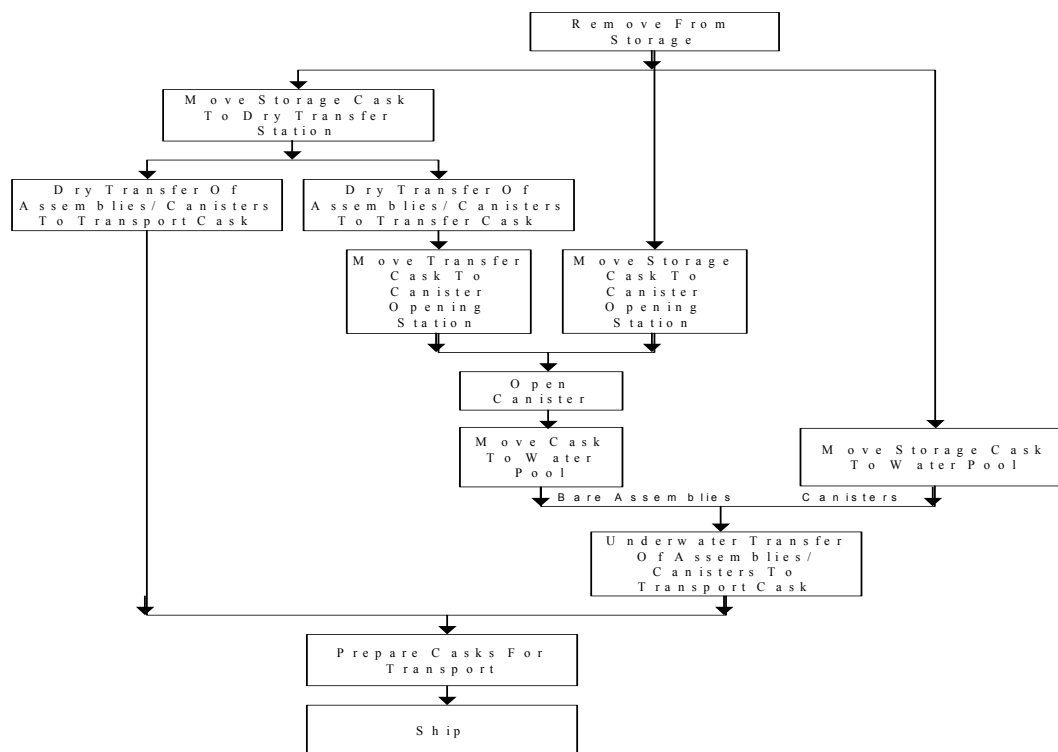 Remove From
Storage
Move Storage Cask
To Dry Transfer
Station
Dry Transfer Of
Assemblies/ Canisters
To Transport Cask
Dry Transfer Of
Assemblies/ Canisters
To Transfer Cask
Move Transfer
Cask To
Canister
Opening
Station
Move Storage
Cask To
Canister
Opening
Station
Open
Canister
Move Cask
To Water
Pool
Move Storage Cask
To Water Pool
Bare Assemblies
Canisters
Underwater Transfer
Of Assemblies/
Canisters To
Transport Cask
Prepare Casks For
Transport
Ship